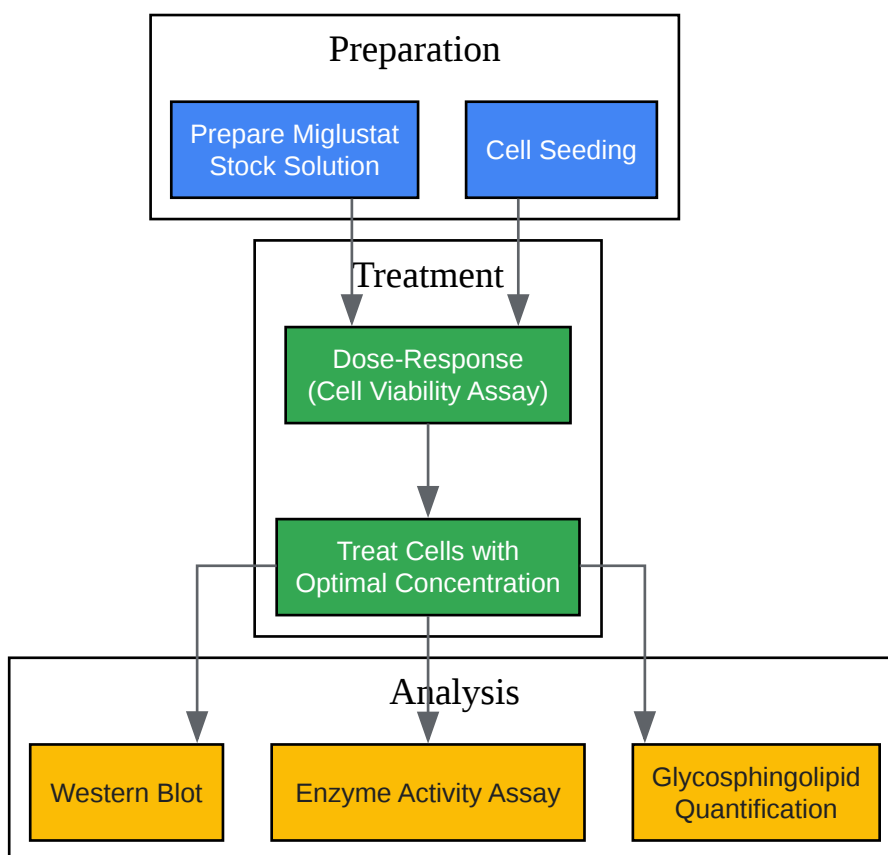 Preparation
Prepare Miglustat
Stock Solution
Cell Seeding
Treatment
Dose-Response
(Cell Viability Assay)
Treat Cells with
Optimal Concentration
Analysis
Western Blot
Enzyme Activity Assay
Glycosphingolipid
Quantification